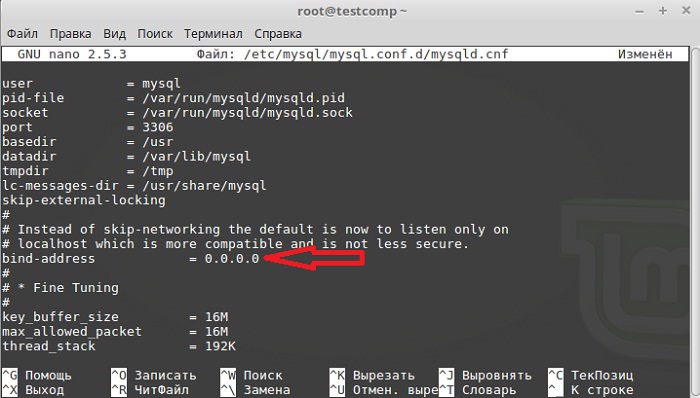 root@testcomp ~
Файл Правка Вид Поиск Терминал Справка
GNU nano 2.5.3 Файл: /etc/mysql/mysql.conf.d/mysqld.cnf Изменён
user = mysql
pid-file = /var/run/mysqld/mysqld.pid
socket = /var/run/mysqld/mysqld.sock
port = 3306
basedir = /usr
datadir = /var/lib/mysql
tmpdir = /tmp
lc-messages-dir = /usr/share/mysql
skip-external-locking
#
# Instead of skip-networking the default is now to listen only on
# localhost which is more compatible and is not less secure.
bind-address = 0.0.0.0
#
# * Fine Tuning
#
key_buffer_size = 16M
max_allowed_packet = 16M
thread_stack = 192K
^G Помощь ^O Записать ^W Поиск ^K Вырезать ^J Выровнять ^C ТекПозиц
^X Выход ^R ЧитФайл ^\ Замена ^U Отмен. выре ^T Словарь ^_ К строке